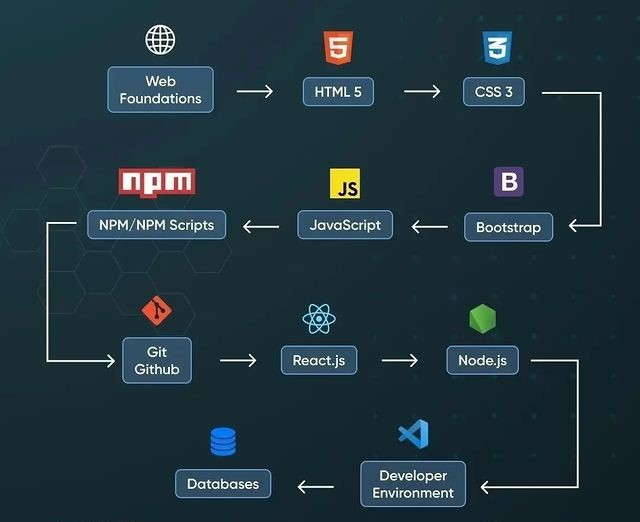 Web
Foundations
5
HTML 5
3
CSS 3
npm
JS
B
NPM/NPM Scripts
JavaScript
Bootstrap
Git
Github
React.js
Node.js
Databases
Developer
Environment